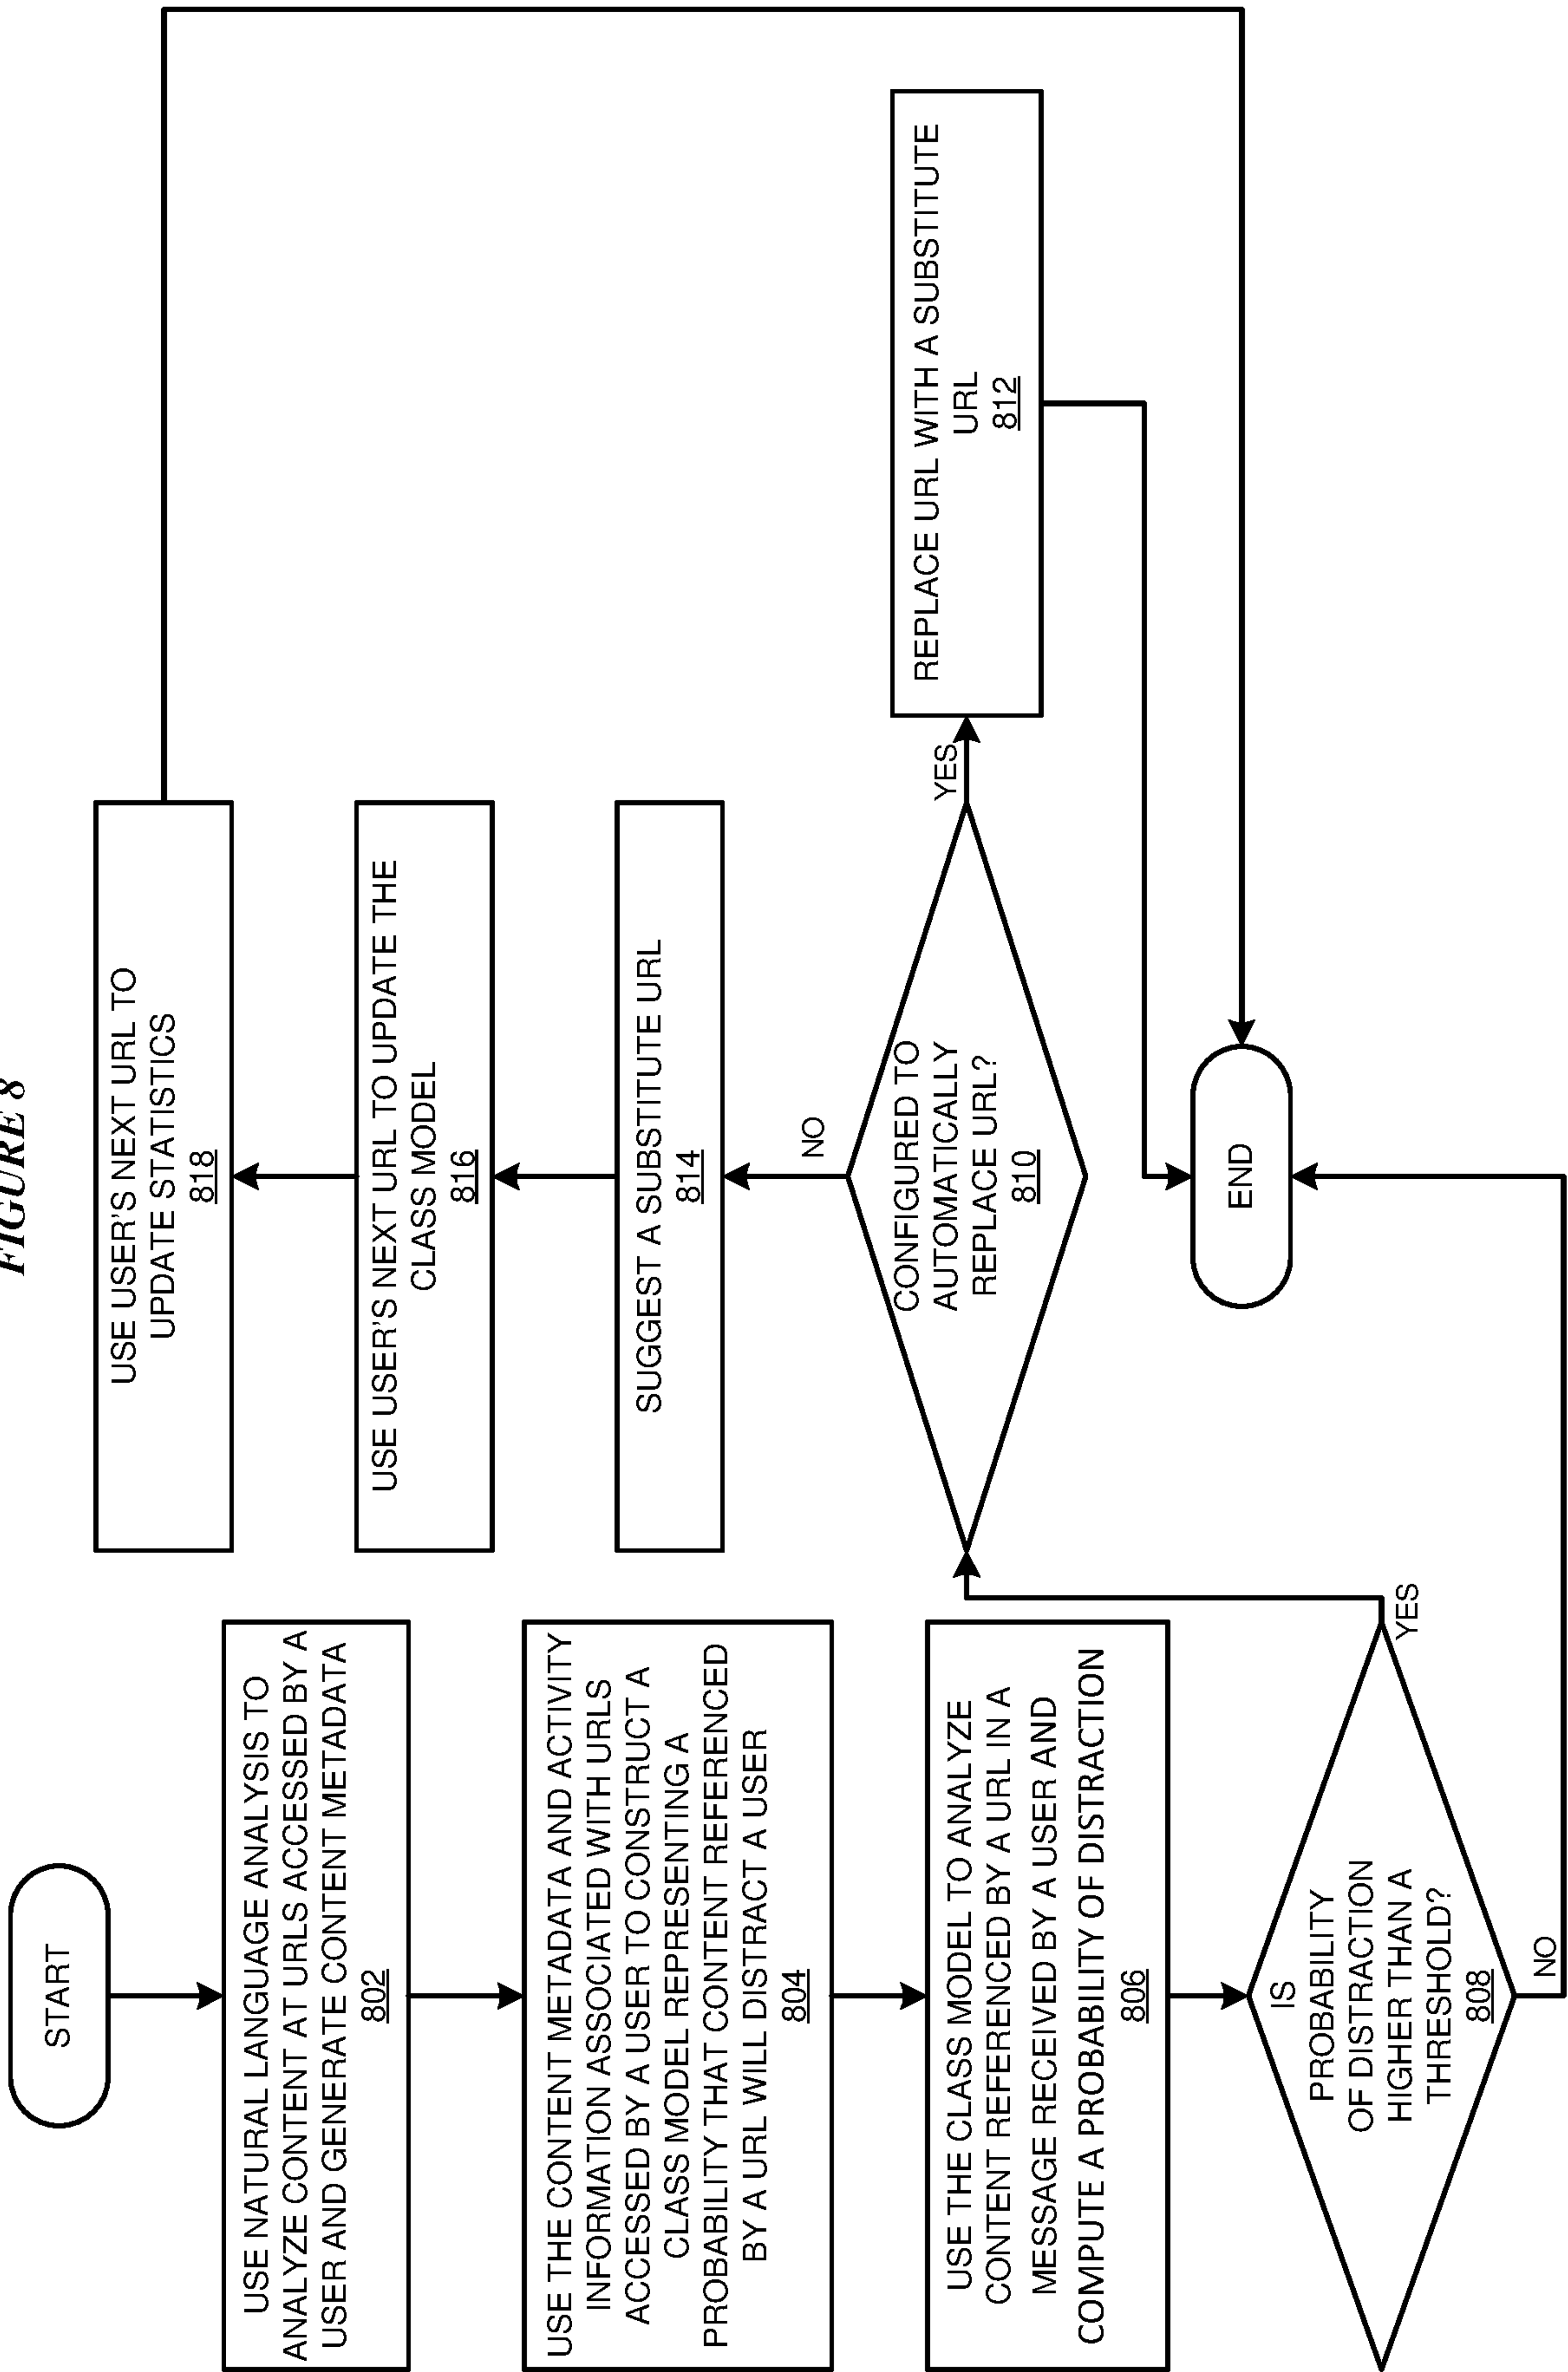 FIGURE 8
START
USE NATURAL LANGUAGE ANALYSIS TO
ANALYZE CONTENT AT URLS ACCESSED BY A
USER AND GENERATE CONTENT METADATA
802
USE THE CONTENT METADATA AND ACTIVITY
INFORMATION ASSOCIATED WITH URLS
ACCESSED BY A USER TO CONSTRUCT A
CLASS MODEL REPRESENTING A
PROBABILITY THAT CONTENT REFERENCED
BY A URL WILL DISTRACT A USER
804
USE THE CLASS MODEL TO ANALYZE
CONTENT REFERENCED BY A URL IN A
MESSAGE RECEIVED BY A USER AND
COMPUTE A PROBABILITY OF DISTRACTION
806
IS
PROBABILITY
OF DISTRACTION
HIGHER THAN A
THRESHOLD?
808
YES
NO
CONFIGURED TO
AUTOMATICALLY
REPLACE URL?
810
YES
NO
REPLACE URL WITH A SUBSTITUTE
URL
812
SUGGEST A SUBSTITUTE URL
814
USE USER'S NEXT URL TO UPDATE THE
CLASS MODEL
816
USE USER'S NEXT URL TO
UPDATE STATISTICS
818
END